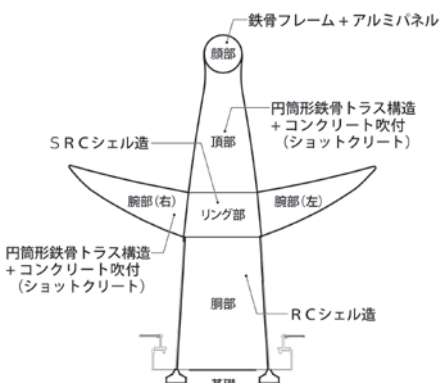 鉄骨フレーム＋アルミパネル
顔部
円筒形鉄骨トラス構造
＋コンクリート吹付
（ショットクリート）
頂部
ＳＲＣシェル造
腕部（右）
リング部
腕部（左）
円筒形鉄骨トラス構造
＋コンクリート吹付
（ショットクリート）
胴部
ＲＣシェル造
基礎